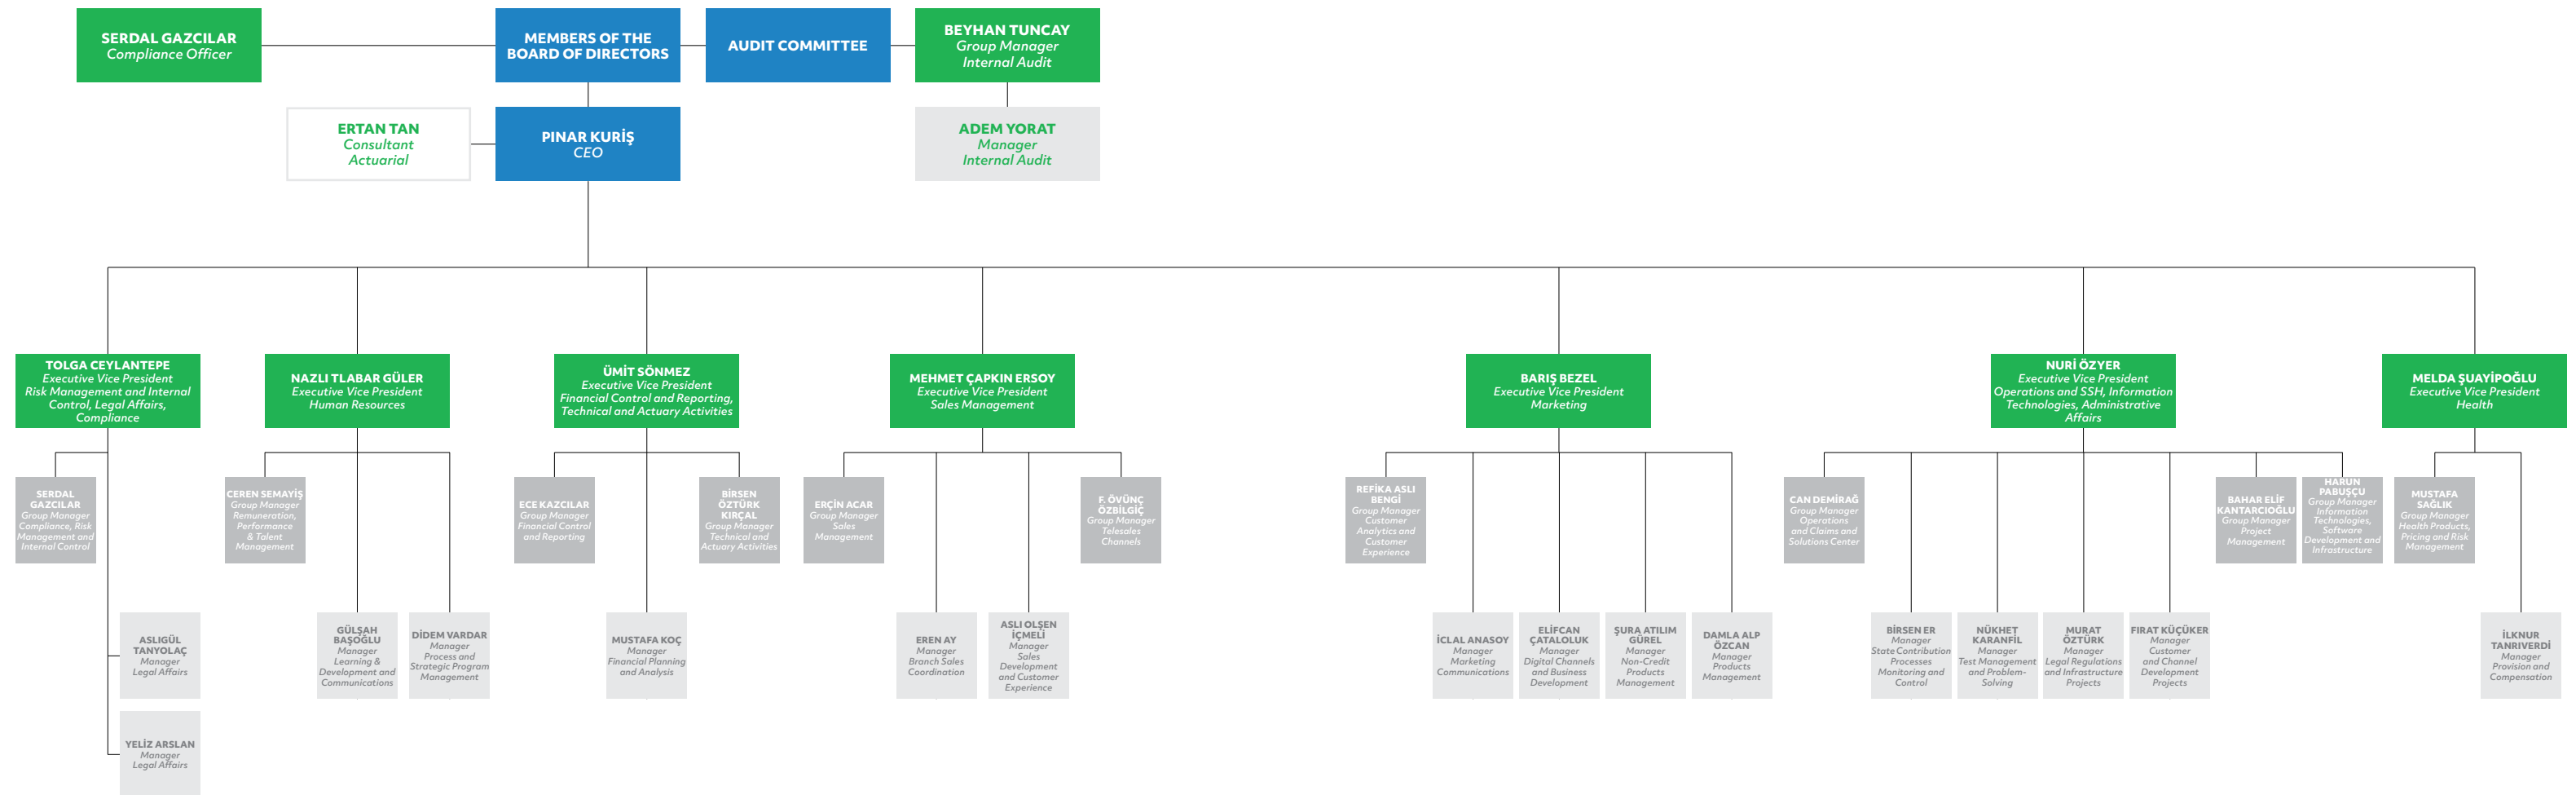 SERDAL GAZCILAR
Compliance Officer
MEMBERS OF THE
BOARD OF DIRECTORS
AUDIT COMMITTEE
BEYHAN TUNCAY
Group Manager
Internal Audit
ERTAN TAN
Consultant
Actuarial
PINAR KURİŞ
CEO
ADEM YORAT
Manager
Internal Audit
TOLGA CEYLANTEPE
Executive Vice President
Risk Management and Internal
Control, Legal Affairs,
Compliance
NAZLI TLABAR GÜLER
Executive Vice President
Human Resources
ÜMİT SÖNMEZ
Executive Vice President
Financial Control and Reporting,
Technical and Actuary Activities
MEHMET ÇAPKIN ERSOY
Executive Vice President
Sales Management
BARIŞ BEZEL
Executive Vice President
Marketing
NURİ ÖZYER
Executive Vice President
Operations and SSH, Information
Technologies, Administrative
Affairs
MELDA ŞUAYİPOĞLU
Executive Vice President
Health
SERDAL
GAZCILAR
Group Manager
Compliance, Risk
Management and
Internal Control
CEREN SEMAYİŞ
Group Manager
Remuneration,
Performance
& Talent
Management
ECE KAZCILAR
Group Manager
Financial Control
and Reporting
BİRSEN
ÖZTÜRK
KIRÇAL
Group Manager
Technical and
Actuary Activities
ERÇİN ACAR
Group Manager
Sales
Management
F. ÖVÜNÇ
ÖZBİLGİÇ
Group Manager
Telesales
Channels
REFİKA ASLI
BENGİ
Group Manager
Customer
Analytics and
Customer
Experience
CAN DEMİRAĞ
Group Manager
Operations
and Claims and
Solutions Center
BAHAR ELİF
KANTARCIOĞLU
Group Manager
Project
Management
HARUN
PABUŞÇU
Group Manager
Information
Technologies,
Software
Development and
Infrastructure
MUSTAFA
SAĞLIK
Group Manager
Health Products,
Pricing and Risk
Management
ASLIGÜL
TANYOLAÇ
Manager
Legal Affairs
GÜLŞAH
BAŞOĞLU
Manager
Learning &
Development and
Communications
DİDEM VARDAR
Manager
Process and
Strategic Program
Management
MUSTAFA KOÇ
Manager
Financial Planning
and Analysis
EREN AY
Manager
Branch Sales
Coordination
ASLI OLŞEN
İÇMELİ
Manager
Sales
Development
and Customer
Experience
İCLAL ANASOY
Manager
Marketing
Communications
ELİFCAN
ÇATALOLUK
Manager
Digital Channels
and Business
Development
ŞURA ATILIM
GÜREL
Manager
Non-Credit
Products
Management
DAMLA ALP
ÖZCAN
Manager
Products
Management
BİRSEN ER
Manager
State Contribution
Processes
Monitoring and
Control
NÜKHET
KARANFİL
Manager
Test Management
and Problem-
Solving
MURAT
ÖZTÜRK
Manager
Legal Regulations
and Infrastructure
Projects
FIRAT KÜÇÜKER
Manager
Customer
and Channel
Development
Projects
İLKNUR
TANRIVERDİ
Manager
Provision and
Compensation
YELİZ ARSLAN
Manager
Legal Affairs